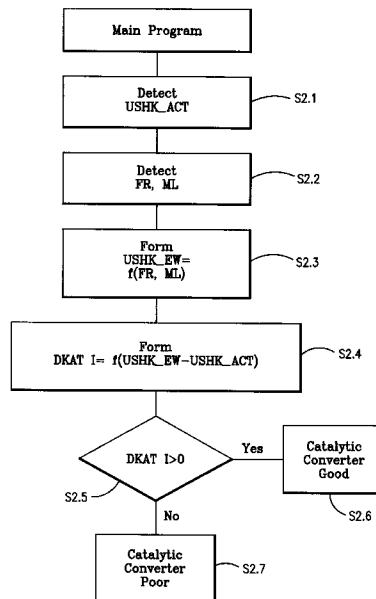 Main Program
Detect
USHK_ACT
S2.1
Detect
FR, ML
S2.2
Form
USHK_EW=
f(FR, ML)
S2.3
Form
DKAT I= f(USHK_EW-USHK_ACT)
S2.4
DKAT I>0
S2.5
Yes
Catalytic
Converter
Good
S2.6
No
Catalytic
Converter
Poor
S2.7